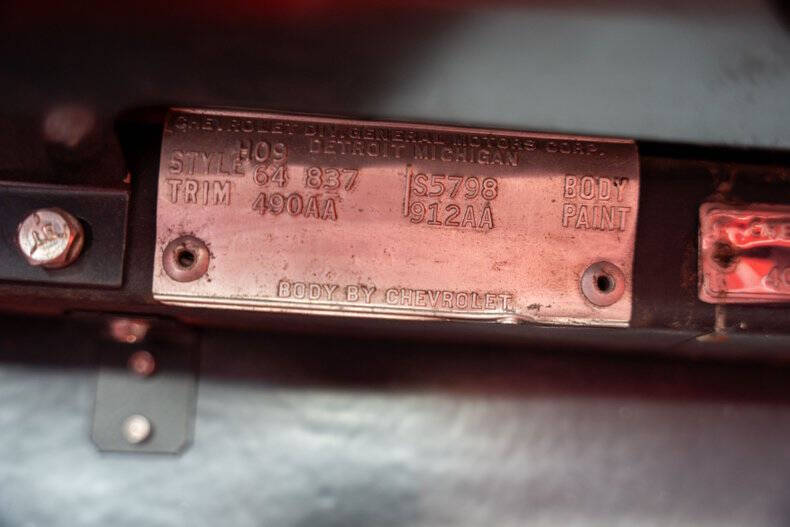 CHEVROLET DIV. GENERAL MOTORS CORP.
DETROIT MICHIGAN
H09
STYLE 64 837 S5798 BODY
TRIM 490AA 912AA PAINT
BODY BY CHEVROLET